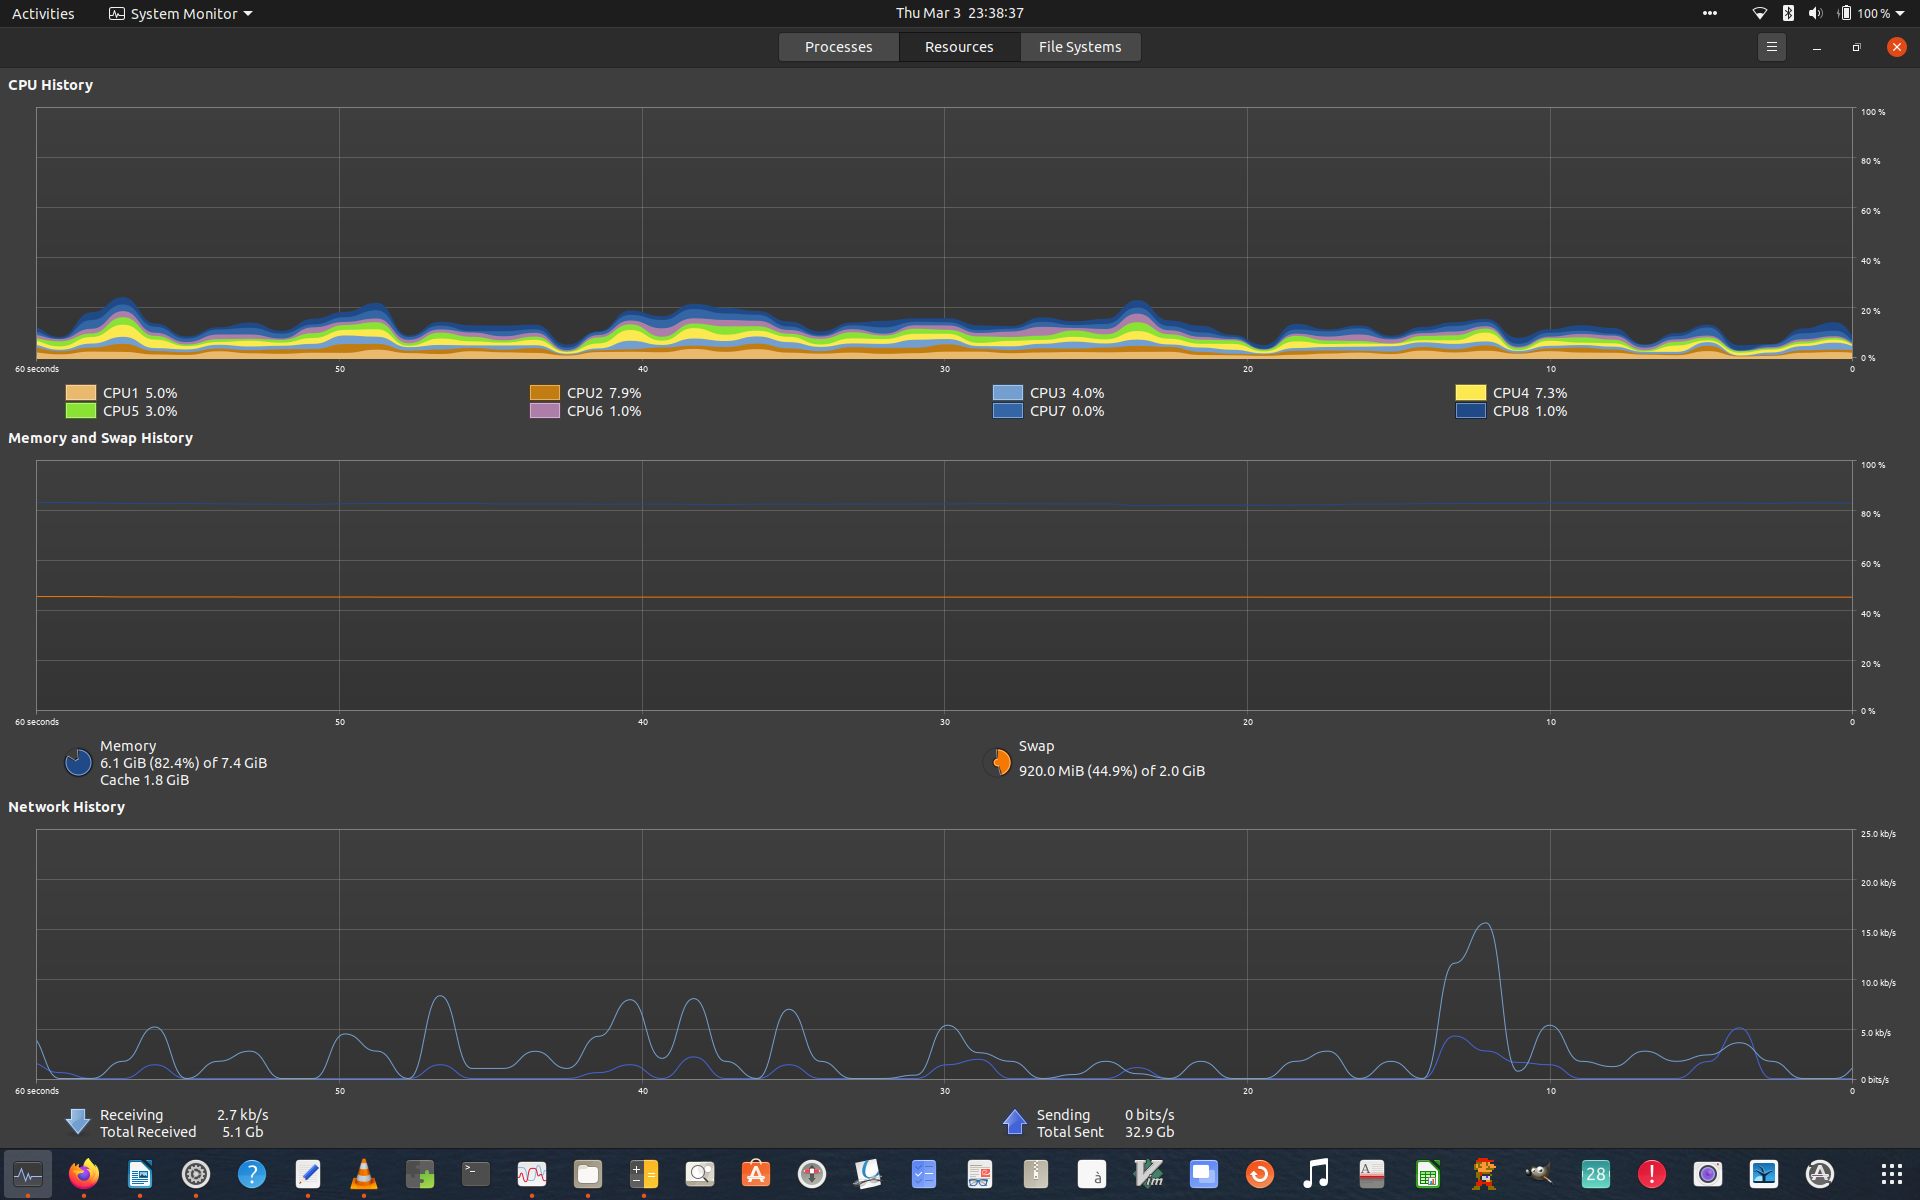 Activities
System Monitor
Thu Mar 3 23:38:37
100 %
Processes
Resources
File Systems
CPU History
100 %
80 %
60 %
40 %
20 %
0 %
60 seconds
50
40
30
20
10
0
CPU1 5.0%
CPU2 7.9%
CPU3 4.0%
CPU4 7.3%
CPU5 3.0%
CPU6 1.0%
CPU7 0.0%
CPU8 1.0%
Memory and Swap History
100 %
80 %
60 %
40 %
20 %
0 %
60 seconds
50
40
30
20
10
0
Memory
6.1 GiB (82.4%) of 7.4 GiB
Cache 1.8 GiB
Swap
920.0 MiB (44.9%) of 2.0 GiB
Network History
25.0 kb/s
20.0 kb/s
15.0 kb/s
10.0 kb/s
5.0 kb/s
0 bits/s
60 seconds
50
40
30
20
10
0
Receiving 2.7 kb/s
Total Received 5.1 Gb
Sending 0 bits/s
Total Sent 32.9 Gb
?
>_
à
Vim
A
28
!